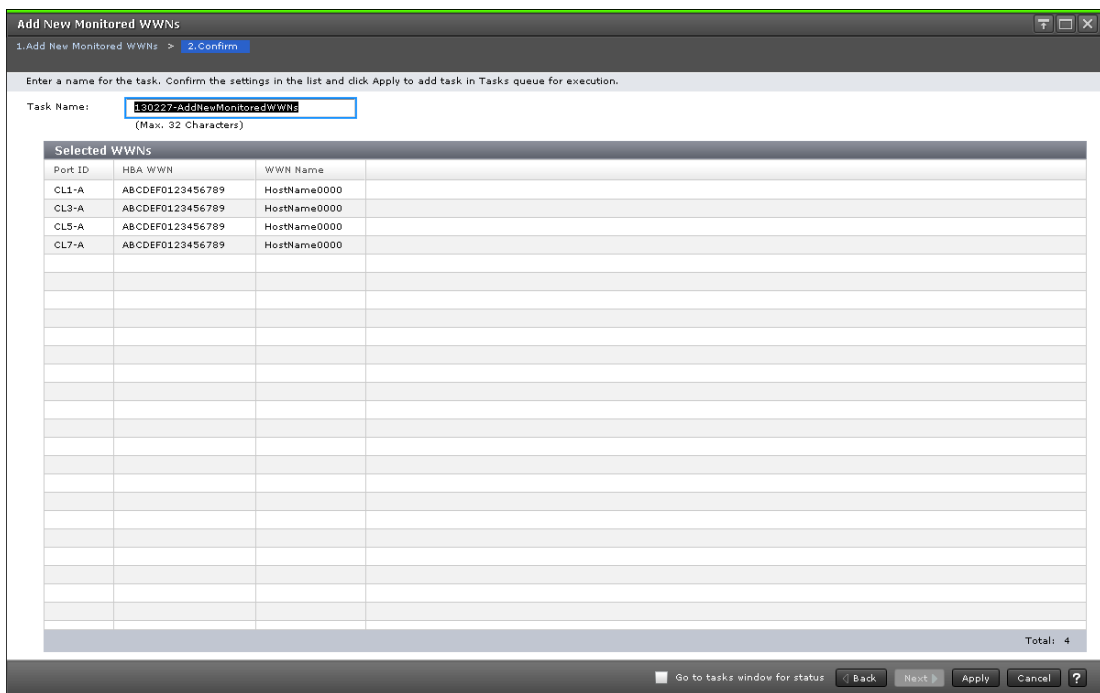 Add New Monitored WWNs
1.Add New Monitored WWNs > 2.Confirm
Enter a name for the task. Confirm the settings in the list and click Apply to add task in Tasks queue for execution.
Task Name: 130227-AddNewMonitoredWWNs
(Max. 32 Characters)
Selected WWNs
Port ID HBA WWN WWN Name
CL1-A ABCDEF0123456789 HostName0000
CL3-A ABCDEF0123456789 HostName0000
CL5-A ABCDEF0123456789 HostName0000
CL7-A ABCDEF0123456789 HostName0000
Total: 4
Go to tasks window for status Back Next Apply Cancel ?